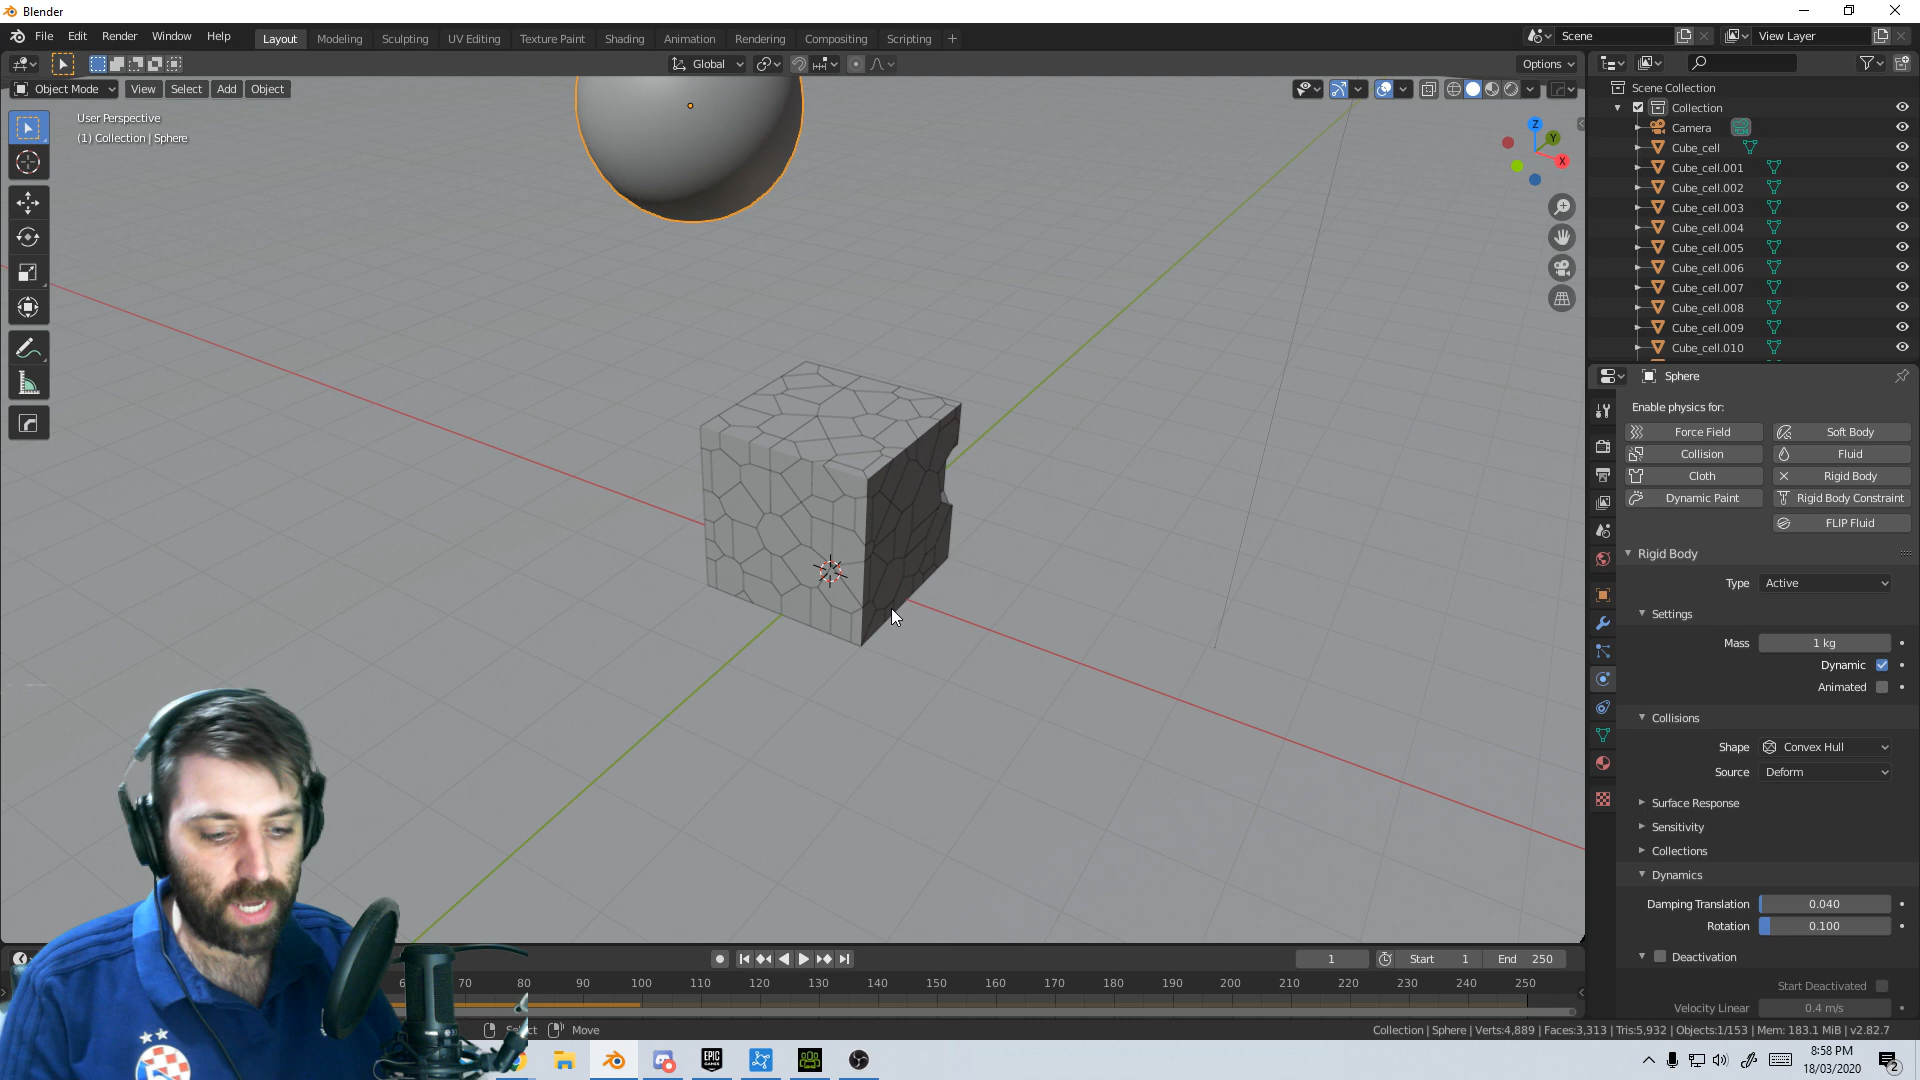 Blender
File Edit Render Window Help Layout Modeling Sculpting UV Editing Texture Paint Shading Animation Rendering Compositing Scripting + Scene View Layer
Global Options
Object Mode View Select Add Object
User Perspective
(1) Collection | Sphere
Z
Y
X
Scene Collection
Collection
Camera
Cube_cell
Cube_cell.001
Cube_cell.002
Cube_cell.003
Cube_cell.004
Cube_cell.005
Cube_cell.006
Cube_cell.007
Cube_cell.008
Cube_cell.009
Cube_cell.010
Sphere
Enable physics for:
Force Field Soft Body
Collision Fluid
Cloth Rigid Body
Dynamic Paint Rigid Body Constraint
FLIP Fluid
Rigid Body
Type Active
Settings
Mass 1 kg
Dynamic
Animated
Collisions
Shape Convex Hull
Source Deform
Surface Response
Sensitivity
Collections
Dynamics
Damping Translation 0.040
Rotation 0.100
Deactivation
Start Deactivated
Velocity Linear 0.4 m/s
1 Start 1 End 250
70 80 90 100 110 120 130 140 150 160 170 180 190 200 210 220 230 240 250
Move
Collection | Sphere | Verts:4,889 | Faces:3,313 | Tris:5,932 | Objects:1/153 | Mem: 183.1 MiB | v2.82.7
EPIC GAMES
8:58 PM
18/03/2020
2